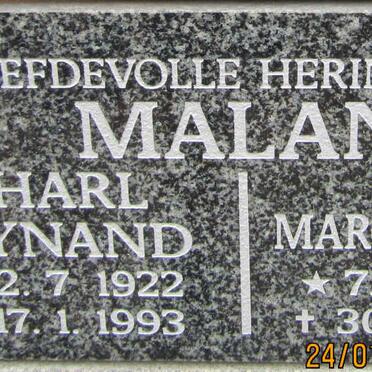 EFDEVOLLE HERIN
MALAN
HARL
YNAND
2. 7 1922
17. 1. 1993
MAR
★ 7.
✝ 30
24/0